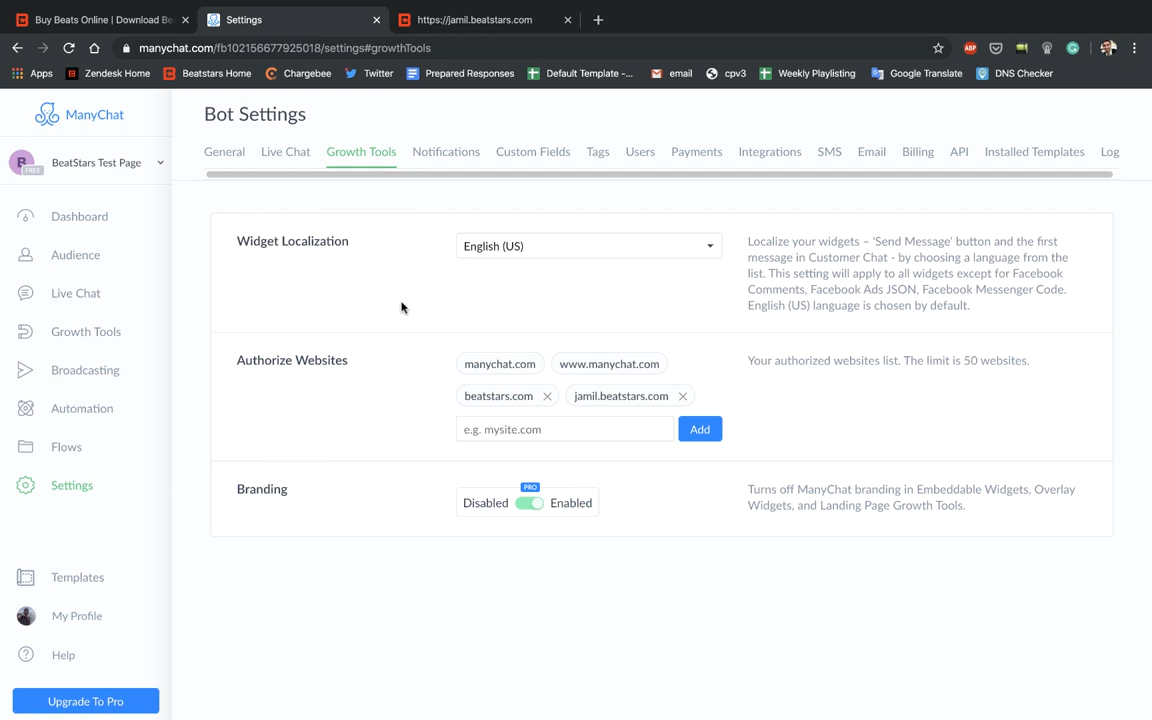 Buy Beats Online | Download Be
Settings
https://jamil.beatstars.com
manychat.com/fb102156677925018/settings#growthTools
ABP
Apps
Zendesk Home
Beatstars Home
Chargebee
Twitter
Prepared Responses
Default Template -...
email
cpv3
Weekly Playlisting
Google Translate
DNS Checker
ManyChat
B
FREE
BeatStars Test Page
Dashboard
Audience
Live Chat
Growth Tools
Broadcasting
Automation
Flows
Settings
Templates
My Profile
Help
Upgrade To Pro
Bot Settings
General
Live Chat
Growth Tools
Notifications
Custom Fields
Tags
Users
Payments
Integrations
SMS
Email
Billing
API
Installed Templates
Log
Widget Localization
English (US)
Localize your widgets – 'Send Message' button and the first
message in Customer Chat - by choosing a language from the
list. This setting will apply to all widgets except for Facebook
Comments, Facebook Ads JSON, Facebook Messenger Code.
English (US) language is chosen by default.
Authorize Websites
manychat.com
www.manychat.com
beatstars.com
jamil.beatstars.com
e.g. mysite.com
Add
Your authorized websites list. The limit is 50 websites.
Branding
PRO
Disabled
Enabled
Turns off ManyChat branding in Embeddable Widgets, Overlay
Widgets, and Landing Page Growth Tools.